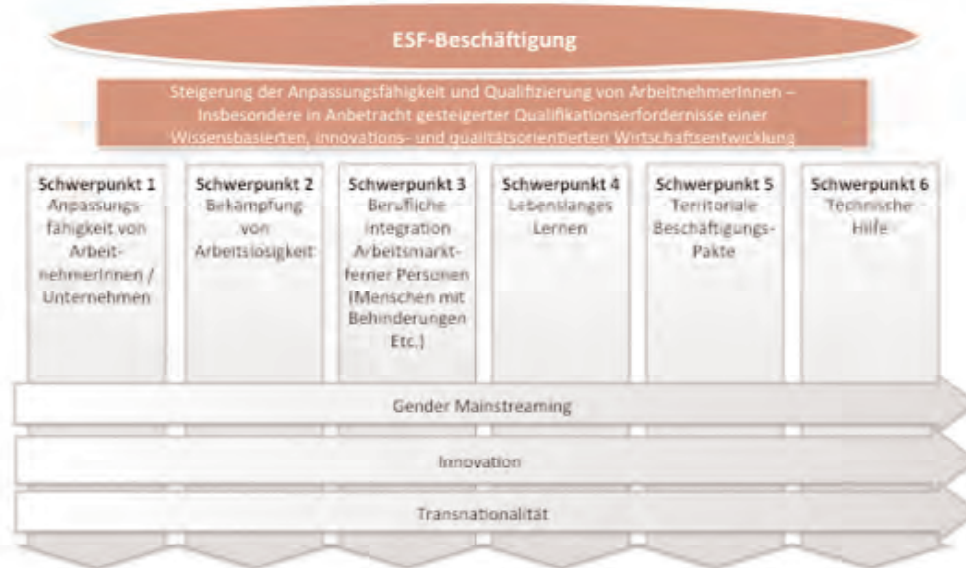 ESF-Beschäftigung
Steigerung der Anpassungsfähigkeit und Qualifizierung von ArbeitnehmerInnen –
Insbesondere in Anbetracht gesteigerter Qualifikationserfordernisse einer
Wissensbasierten, innovations- und qualitätsorientierten Wirtschaftsentwicklung
Schwerpunkt 1
Anpassungs-
fähigkeit von
Arbeit-
nehmerInnen /
Unternehmen
Schwerpunkt 2
Bekämpfung
von
Arbeitslosigkeit
Schwerpunkt 3
Berufliche
Integration
Arbeitsmarkt-
ferner Personen
(Menschen mit
Behinderungen
Etc.)
Schwerpunkt 4
Lebenslanges
Lernen
Schwerpunkt 5
Territoriale
Beschäftigungs-
Pakte
Schwerpunkt 6
Technische
Hilfe
Gender Mainstreaming
Innovation
Transnationalität